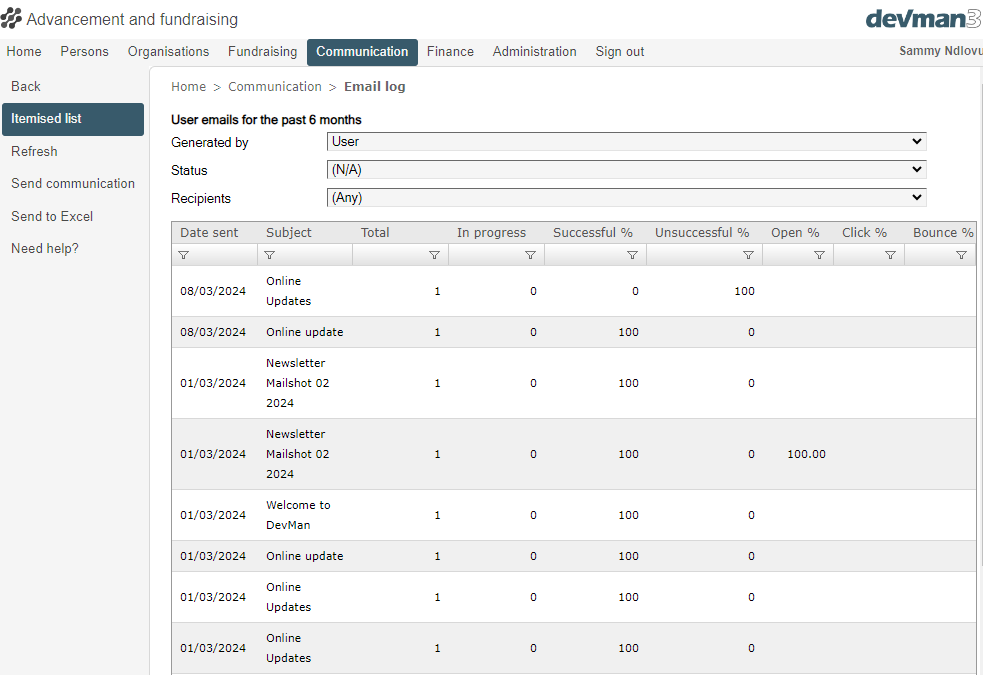 Advancement and fundraising
devman3
Home Persons Organisations Fundraising Communication Finance Administration Sign out Sammy Ndlovu
Back
Itemised list
Refresh
Send communication
Send to Excel
Need help?
Home > Communication > Email log
User emails for the past 6 months
Generated by User
Status (N/A)
Recipients (Any)
Date sent Subject Total In progress Successful % Unsuccessful % Open % Click % Bounce %
08/03/2024 Online 1 0 0 100
Updates
08/03/2024 Online update 1 0 100 0
01/03/2024 Newsletter 1 0 100 0
Mailshot 02
2024
01/03/2024 Newsletter 1 0 100 0 100.00
Mailshot 02
2024
01/03/2024 Welcome to 1 0 100 0
DevMan
01/03/2024 Online update 1 0 100 0
01/03/2024 Online 1 0 100 0
Updates
01/03/2024 Online 1 0 100 0
Updates